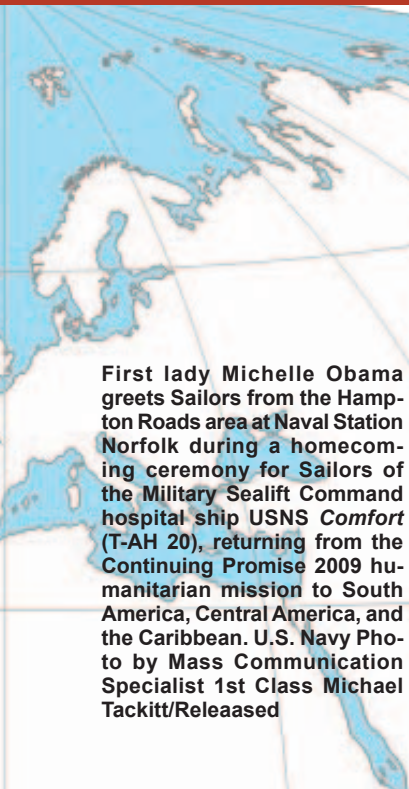 First lady Michelle Obama
greets Sailors from the Hamp-
ton Roads area at Naval Station
Norfolk during a homecom-
ing ceremony for Sailors of
the Military Sealift Command
hospital ship USNS Comfort
(T-AH 20), returning from the
Continuing Promise 2009 hu-
manitarian mission to South
America, Central America, and
the Caribbean. U.S. Navy Pho-
to by Mass Communication
Specialist 1st Class Michael
Tackitt/Releaased